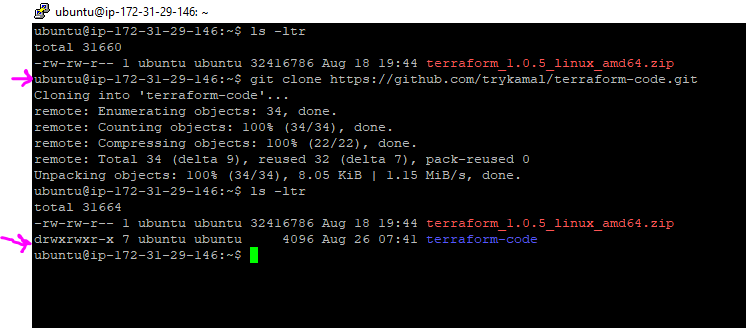 ubuntu@ip-172-31-29-146: ~
ubuntu@ip-172-31-29-146:~$ ls -ltr
total 31660
-rw-rw-r-- 1 ubuntu ubuntu 32416786 Aug 18 19:44 terraform_1.0.5_linux_amd64.zip
ubuntu@ip-172-31-29-146:~$ git clone https://github.com/trykamal/terraform-code.git
Cloning into 'terraform-code'...
remote: Enumerating objects: 34, done.
remote: Counting objects: 100% (34/34), done.
remote: Compressing objects: 100% (22/22), done.
remote: Total 34 (delta 9), reused 32 (delta 7), pack-reused 0
Unpacking objects: 100% (34/34), 8.05 KiB | 1.15 MiB/s, done.
ubuntu@ip-172-31-29-146:~$ ls -ltr
total 31664
-rw-rw-r-- 1 ubuntu ubuntu 32416786 Aug 18 19:44 terraform_1.0.5_linux_amd64.zip
drwxrwxr-x 7 ubuntu ubuntu     4096 Aug 26 07:41 terraform-code
ubuntu@ip-172-31-29-146:~$